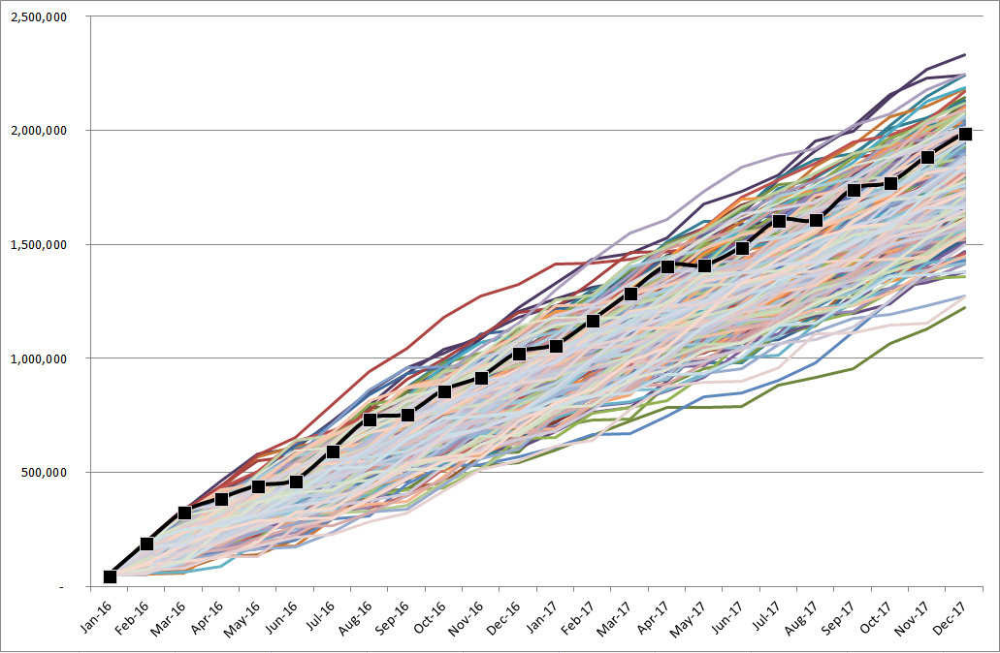 2,500,000
2,000,000
1,500,000
1,000,000
500,000
-
Jan-16
Feb-16
Mar-16
Apr-16
May-16
Jun-16
Jul-16
Aug-16
Sep-16
Oct-16
Nov-16
Dec-16
Jan-17
Feb-17
Mar-17
Apr-17
May-17
Jun-17
Jul-17
Aug-17
Sep-17
Oct-17
Nov-17
Dec-17